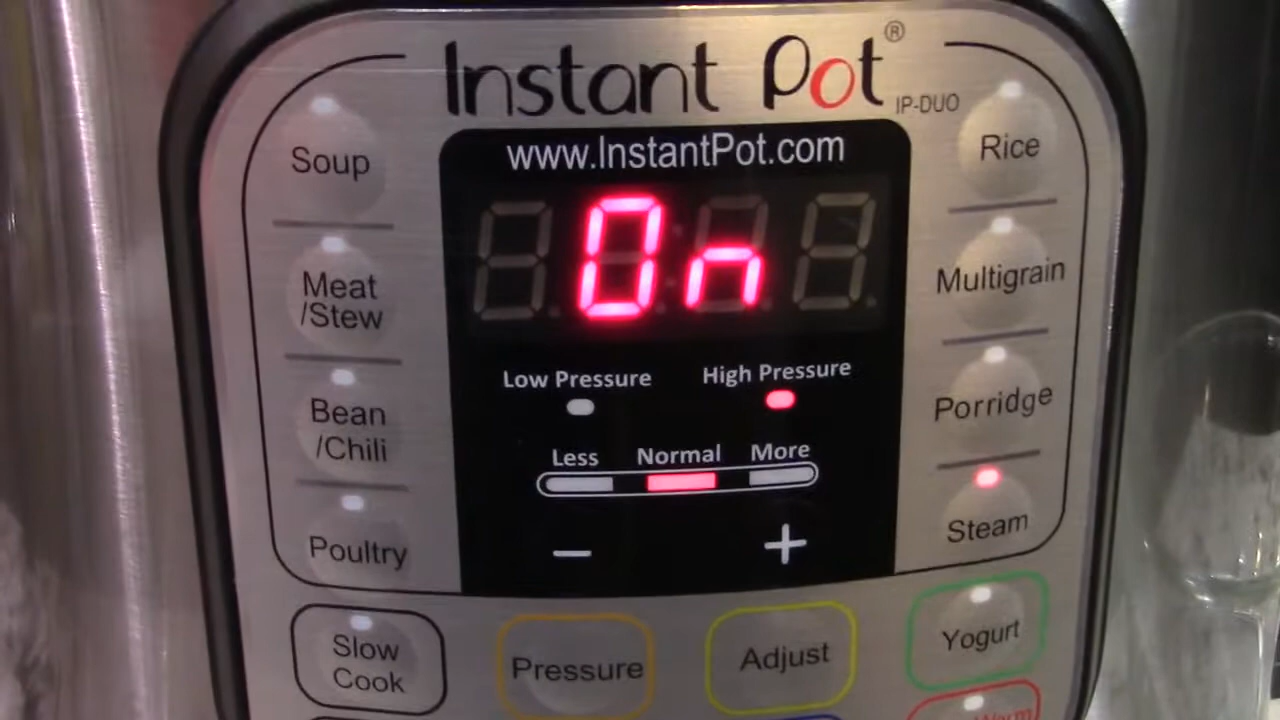 Instant Pot®
IP-DUO
www.InstantPot.com
On
Soup
Meat
/Stew
Bean
/Chili
Poultry
Low Pressure
High Pressure
Less
Normal
More
−
+
Rice
Multigrain
Porridge
Steam
Slow
Cook
Pressure
Adjust
Yogurt
Warm